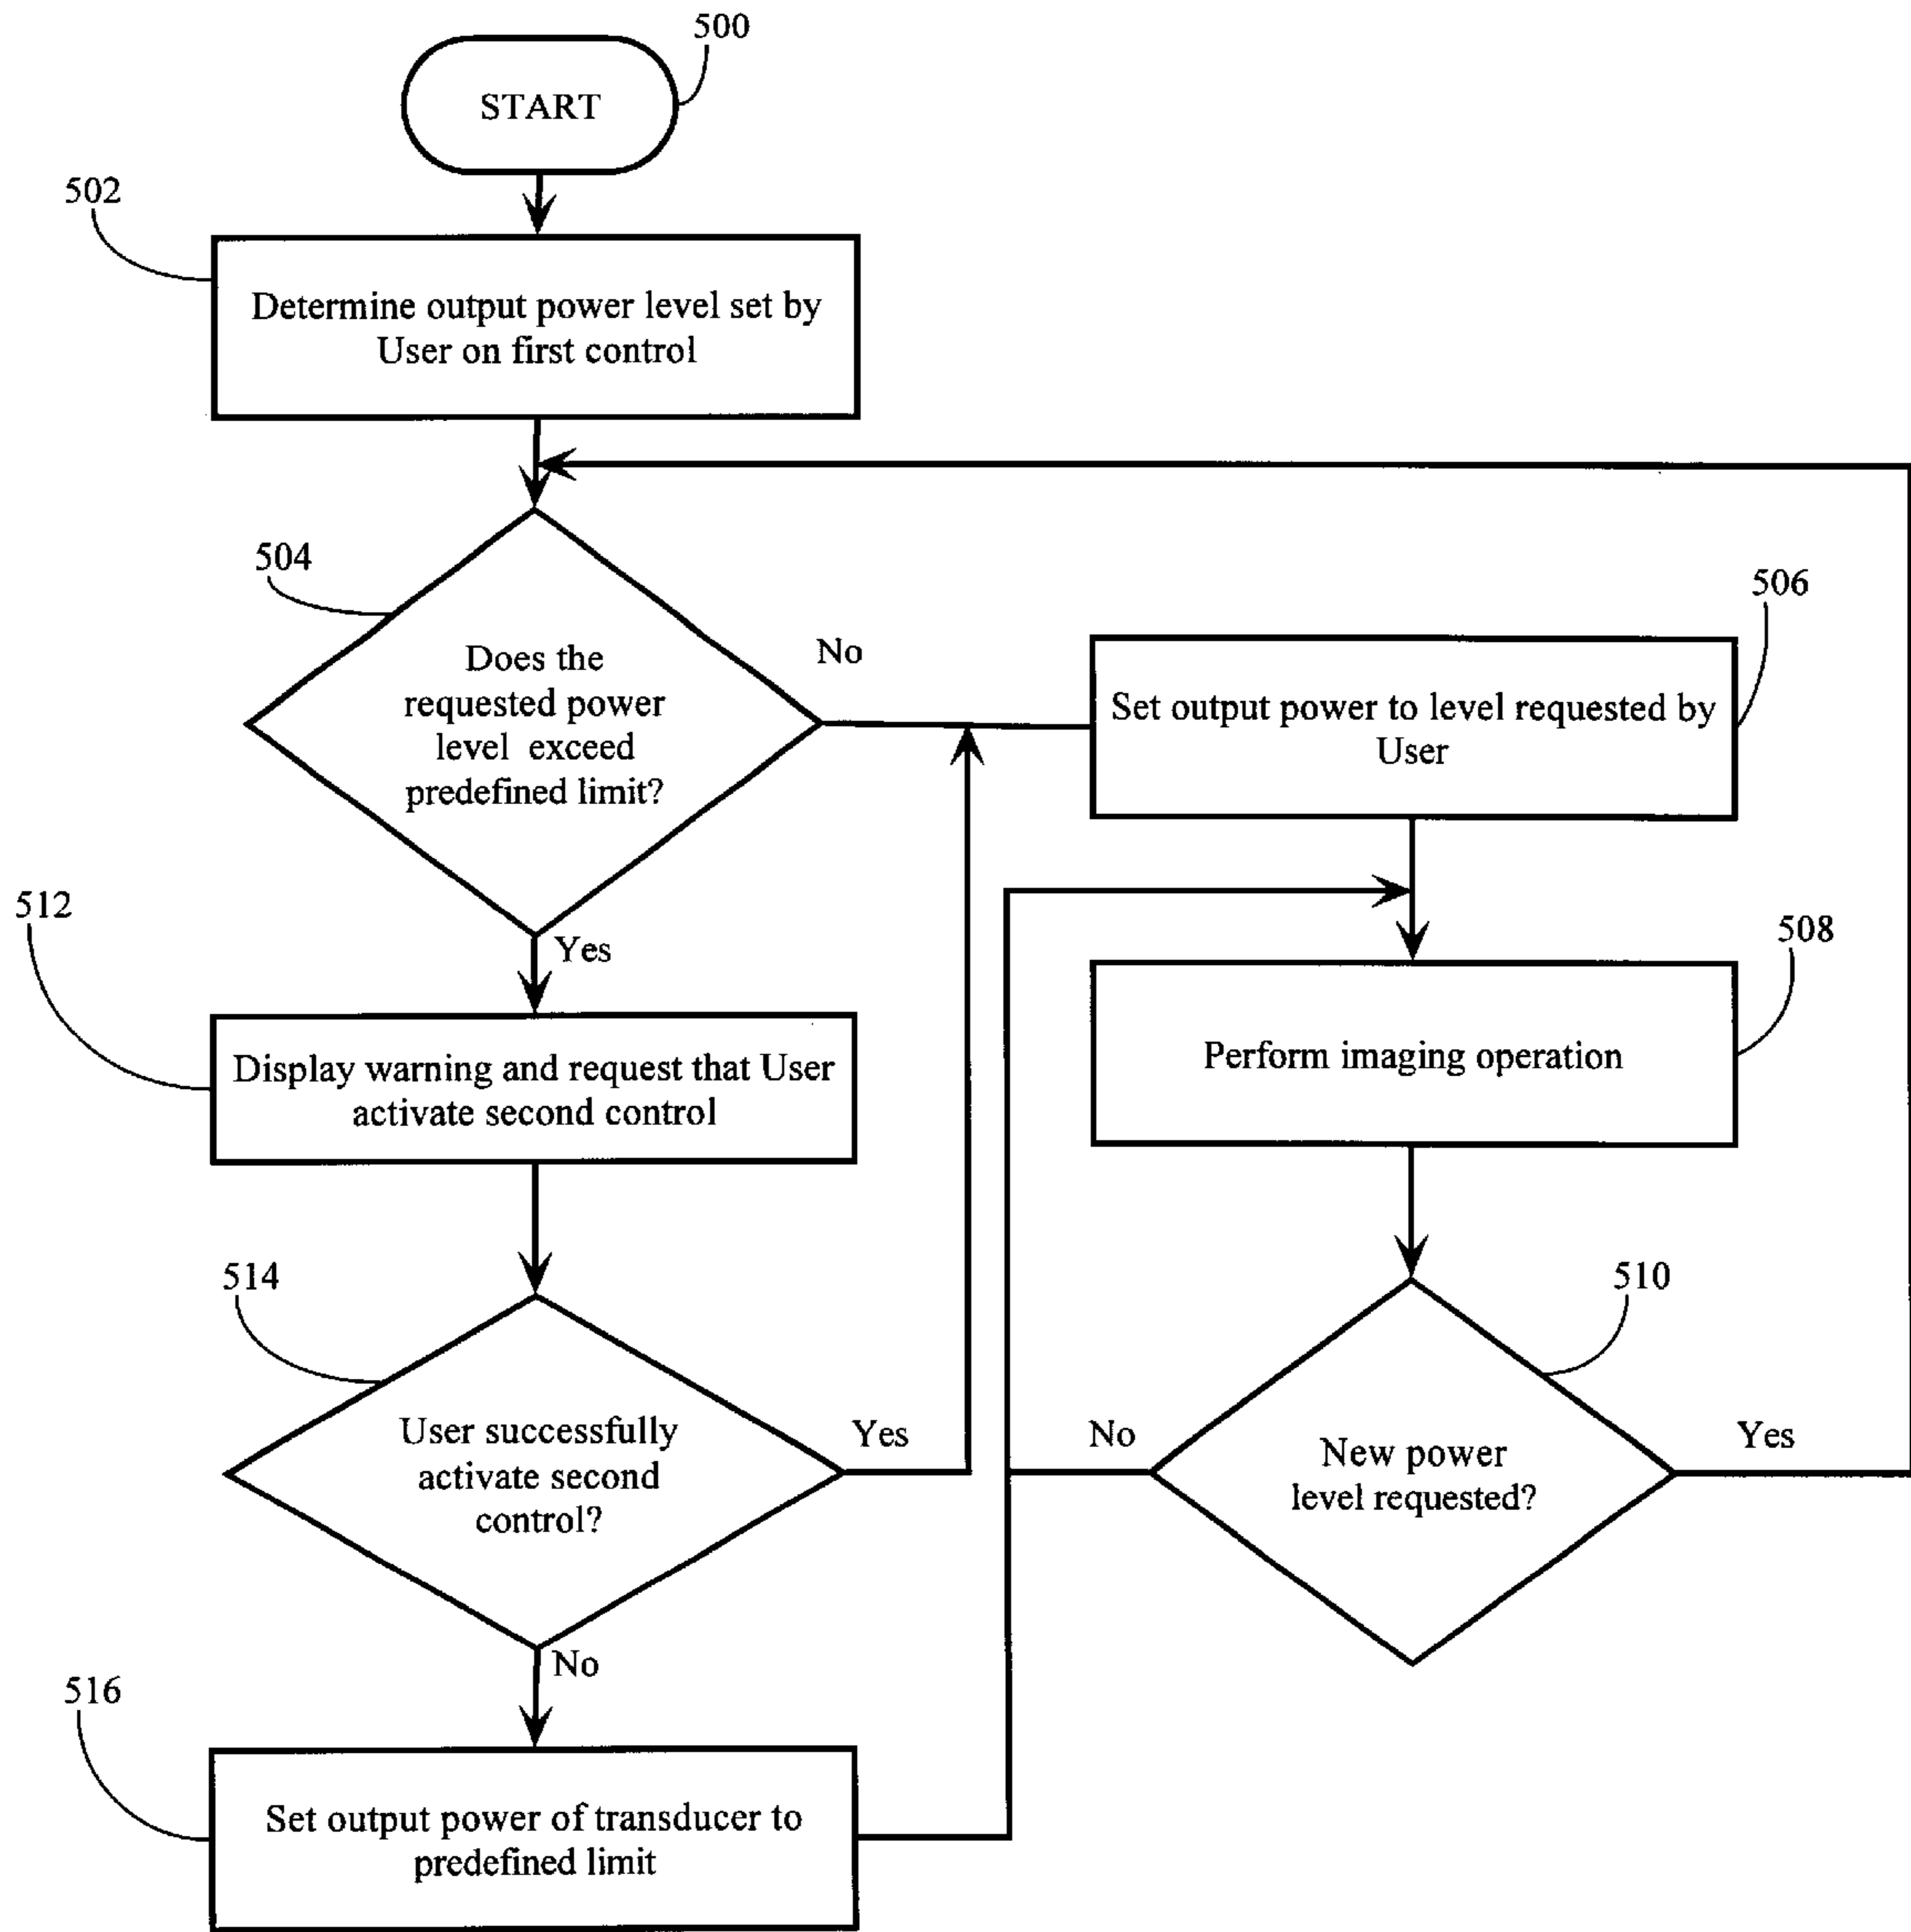 500
START
502
Determine output power level set by
User on first control
504
Does the
requested power
level exceed
predefined limit?
No
506
Set output power to level requested by
User
512
Yes
Display warning and request that User
activate second control
508
Perform imaging operation
514
User successfully
activate second
control?
Yes
510
No
New power
level requested?
Yes
No
516
Set output power of transducer to
predefined limit